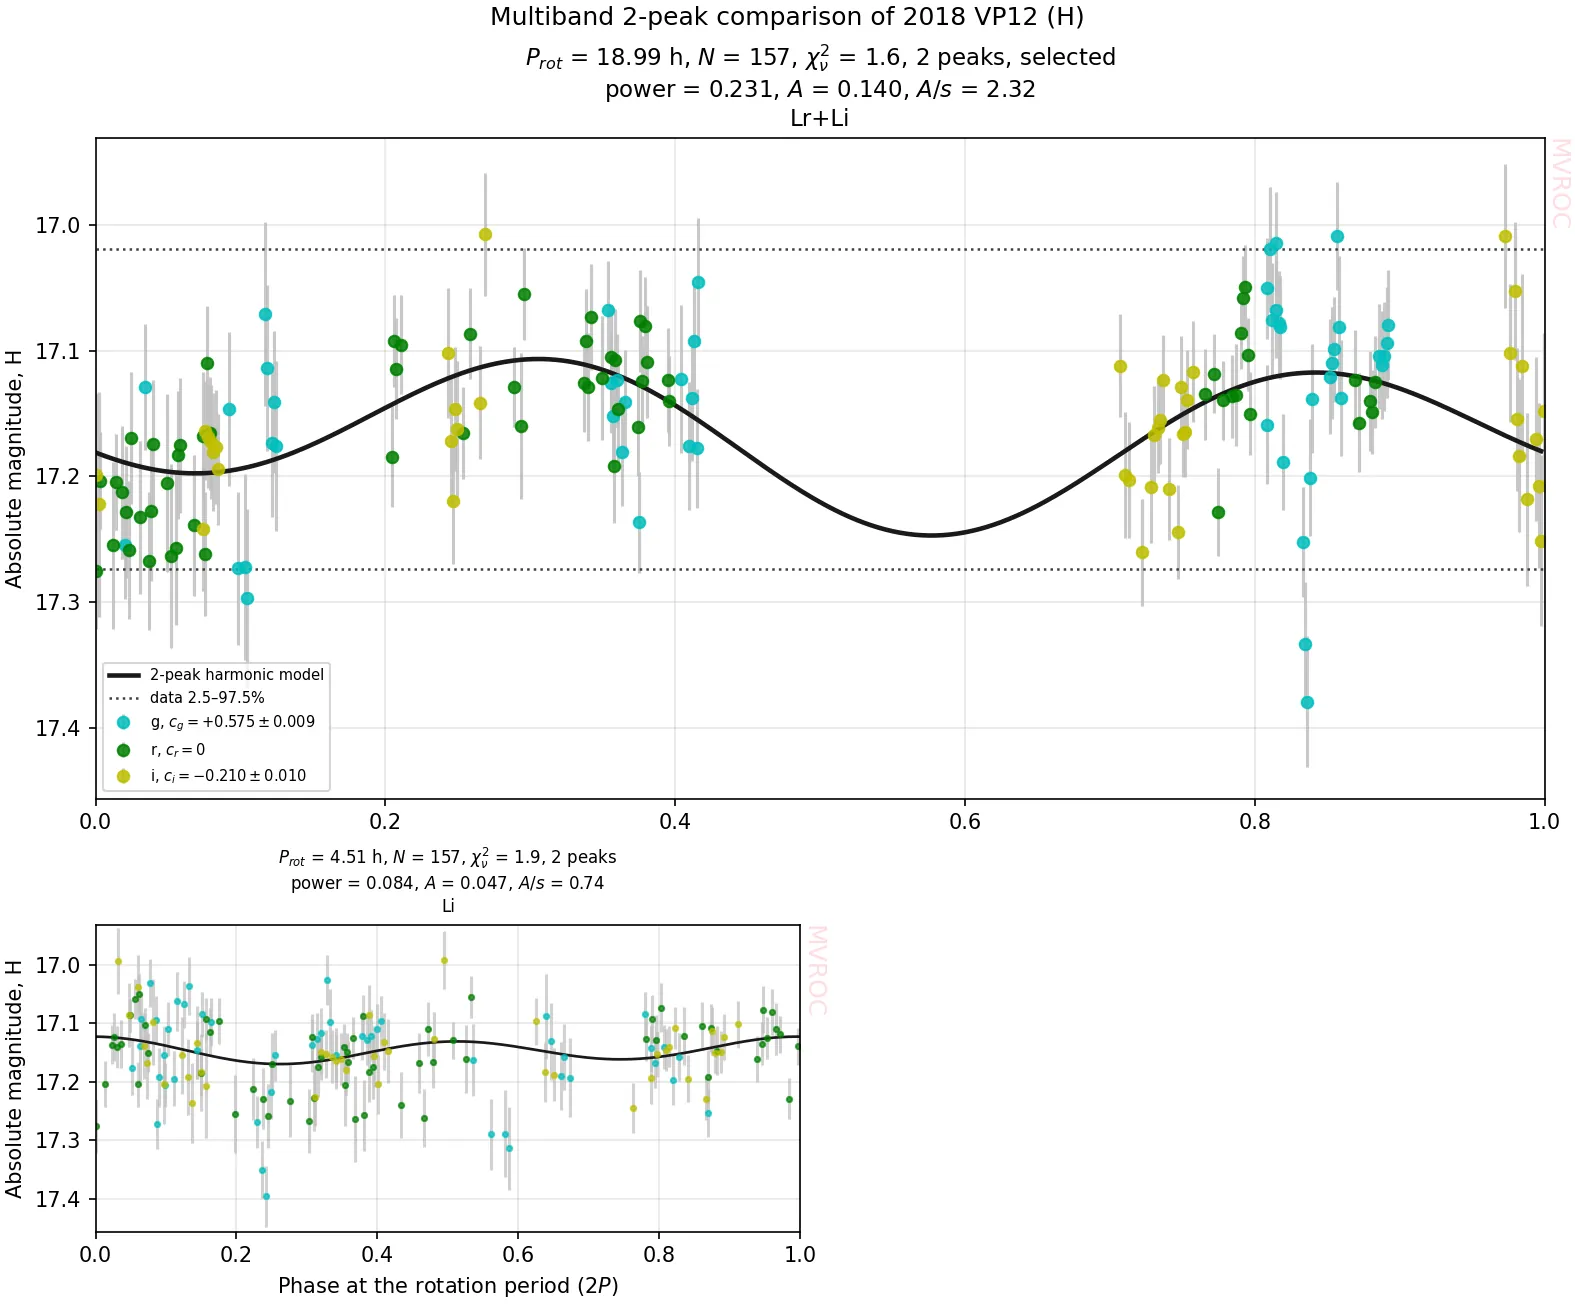 Multiband 2-peak comparison of 2018 VP12 (H)
P_rot = 18.99 h, N = 157, χ²_ν = 1.6, 2 peaks, selected
power = 0.231, A = 0.140, A/s = 2.32
Lr+Li
MVROC
Absolute magnitude, H
17.0
17.1
17.2
17.3
17.4
2-peak harmonic model
data 2.5–97.5%
g, c_g = +0.575 ± 0.009
r, c_r = 0
i, c_i = −0.210 ± 0.010
0.0 0.2 0.4 0.6 0.8 1.0
P_rot = 4.51 h, N = 157, χ²_ν = 1.9, 2 peaks
power = 0.084, A = 0.047, A/s = 0.74
Li
MVROC
Absolute magnitude, H
17.0
17.1
17.2
17.3
17.4
0.0 0.2 0.4 0.6 0.8 1.0
Phase at the rotation period (2P)